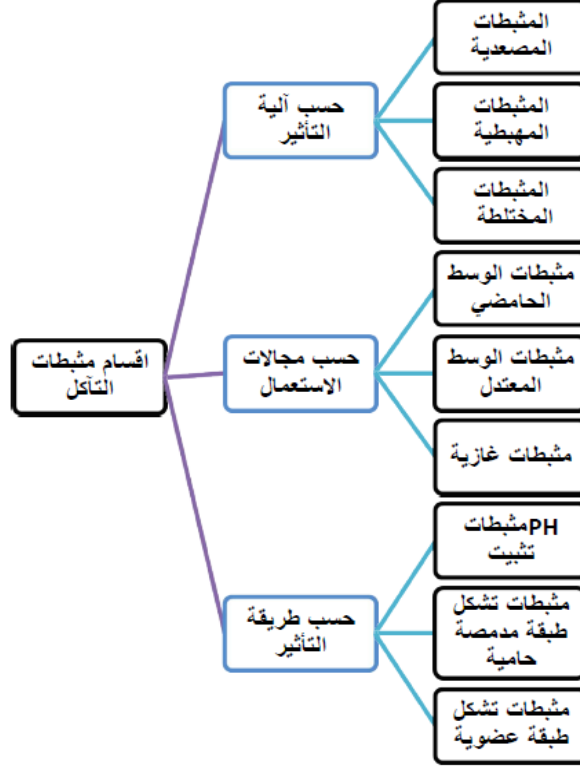 اقسام مثبطات
التآكل
حسب آلية
التأثير
المثبطات
المصعدية
المثبطات
المهبطية
المثبطات
المختلطة
حسب مجالات
الاستعمال
مثبطات الوسط
الحامضي
مثبطات الوسط
المعتدل
مثبطات غازية
حسب طريقة
التأثير
PHمثبطات
تثبيت
مثبطات تشكل
طبقة مدمصة
حامية
مثبطات تشكل
طبقة عضوية